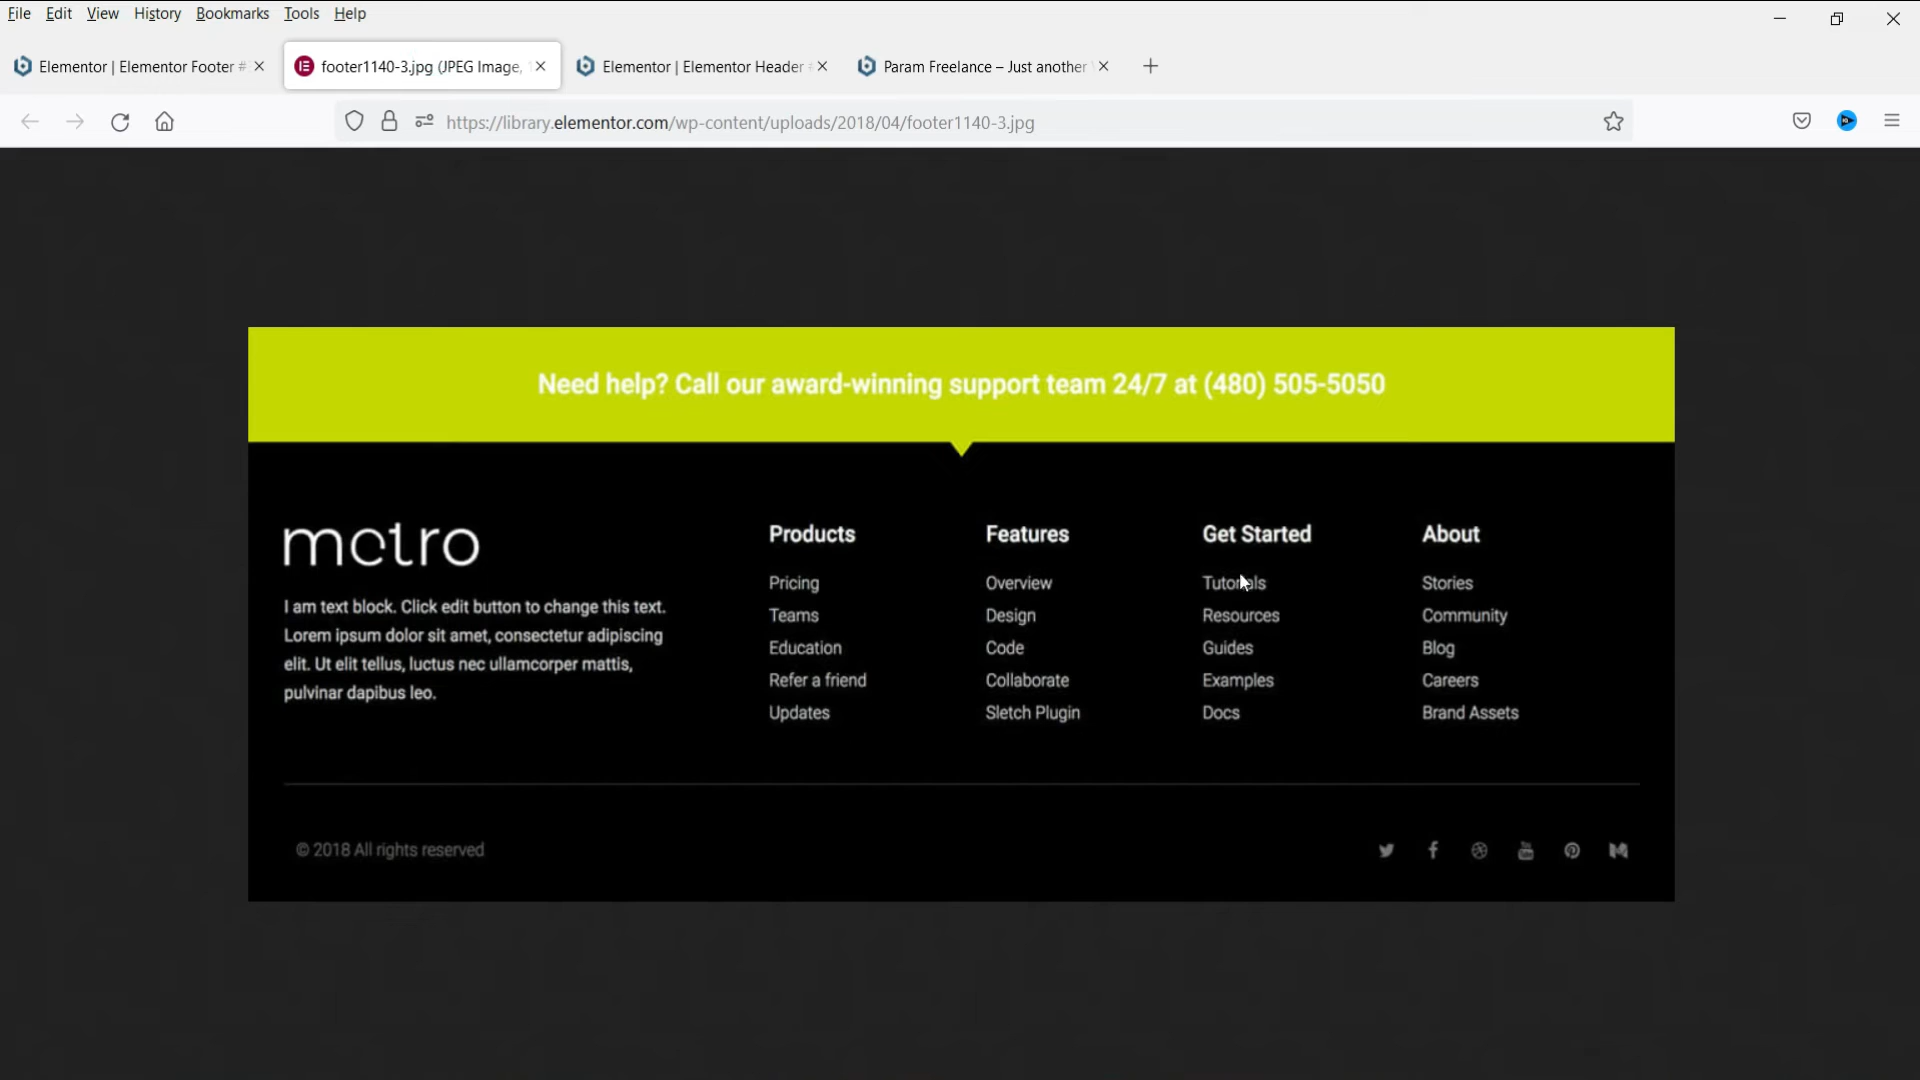 File Edit View History Bookmarks Tools Help
Elementor | Elementor Footer #
footer1140-3.jpg (JPEG Image,
Elementor | Elementor Header
Param Freelance – Just another
https://library.elementor.com/wp-content/uploads/2018/04/footer1140-3.jpg
Need help? Call our award-winning support team 24/7 at (480) 505-5050
metro
I am text block. Click edit button to change this text.
Lorem ipsum dolor sit amet, consectetur adipiscing
elit. Ut elit tellus, luctus nec ullamcorper mattis,
pulvinar dapibus leo.
Products
Pricing
Teams
Education
Refer a friend
Updates
Features
Overview
Design
Code
Collaborate
Sletch Plugin
Get Started
Tutorials
Resources
Guides
Examples
Docs
About
Stories
Community
Blog
Careers
Brand Assets
© 2018 All rights reserved